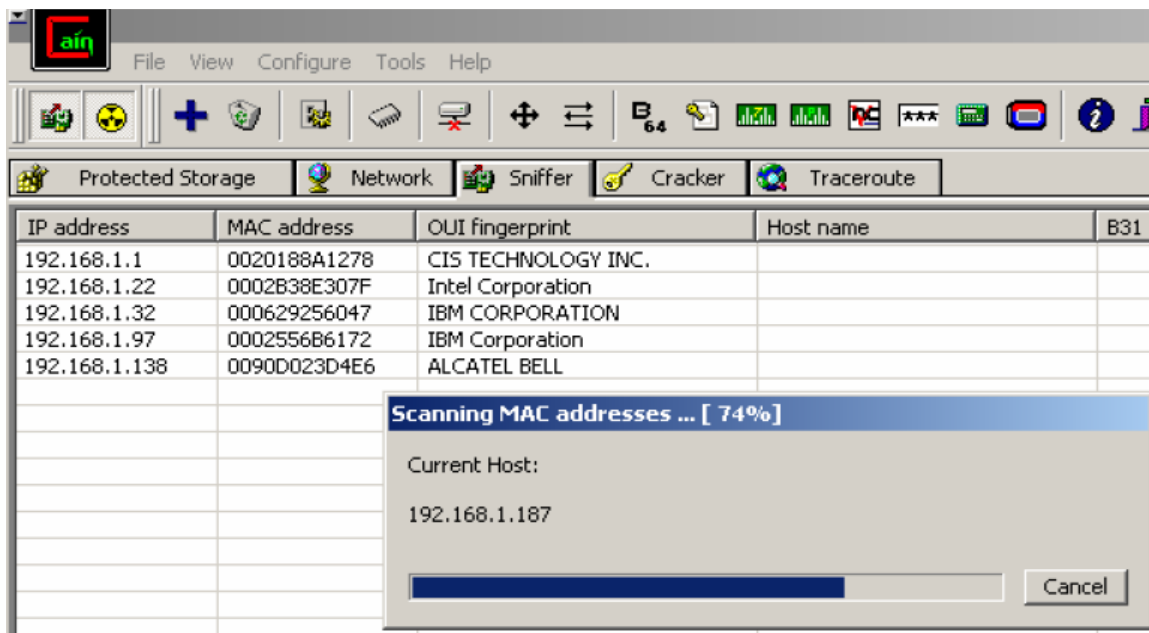 Cain
File View Configure Tools Help
B64
***
Protected Storage Network Sniffer Cracker Traceroute
IP address MAC address OUI fingerprint Host name B31
192.168.1.1 0020188A1278 CIS TECHNOLOGY INC.
192.168.1.22 0002B38E307F Intel Corporation
192.168.1.32 000629256047 IBM CORPORATION
192.168.1.97 0002556B6172 IBM Corporation
192.168.1.138 0090D023D4E6 ALCATEL BELL
Scanning MAC addresses ... [ 74%]
Current Host:
192.168.1.187
Cancel